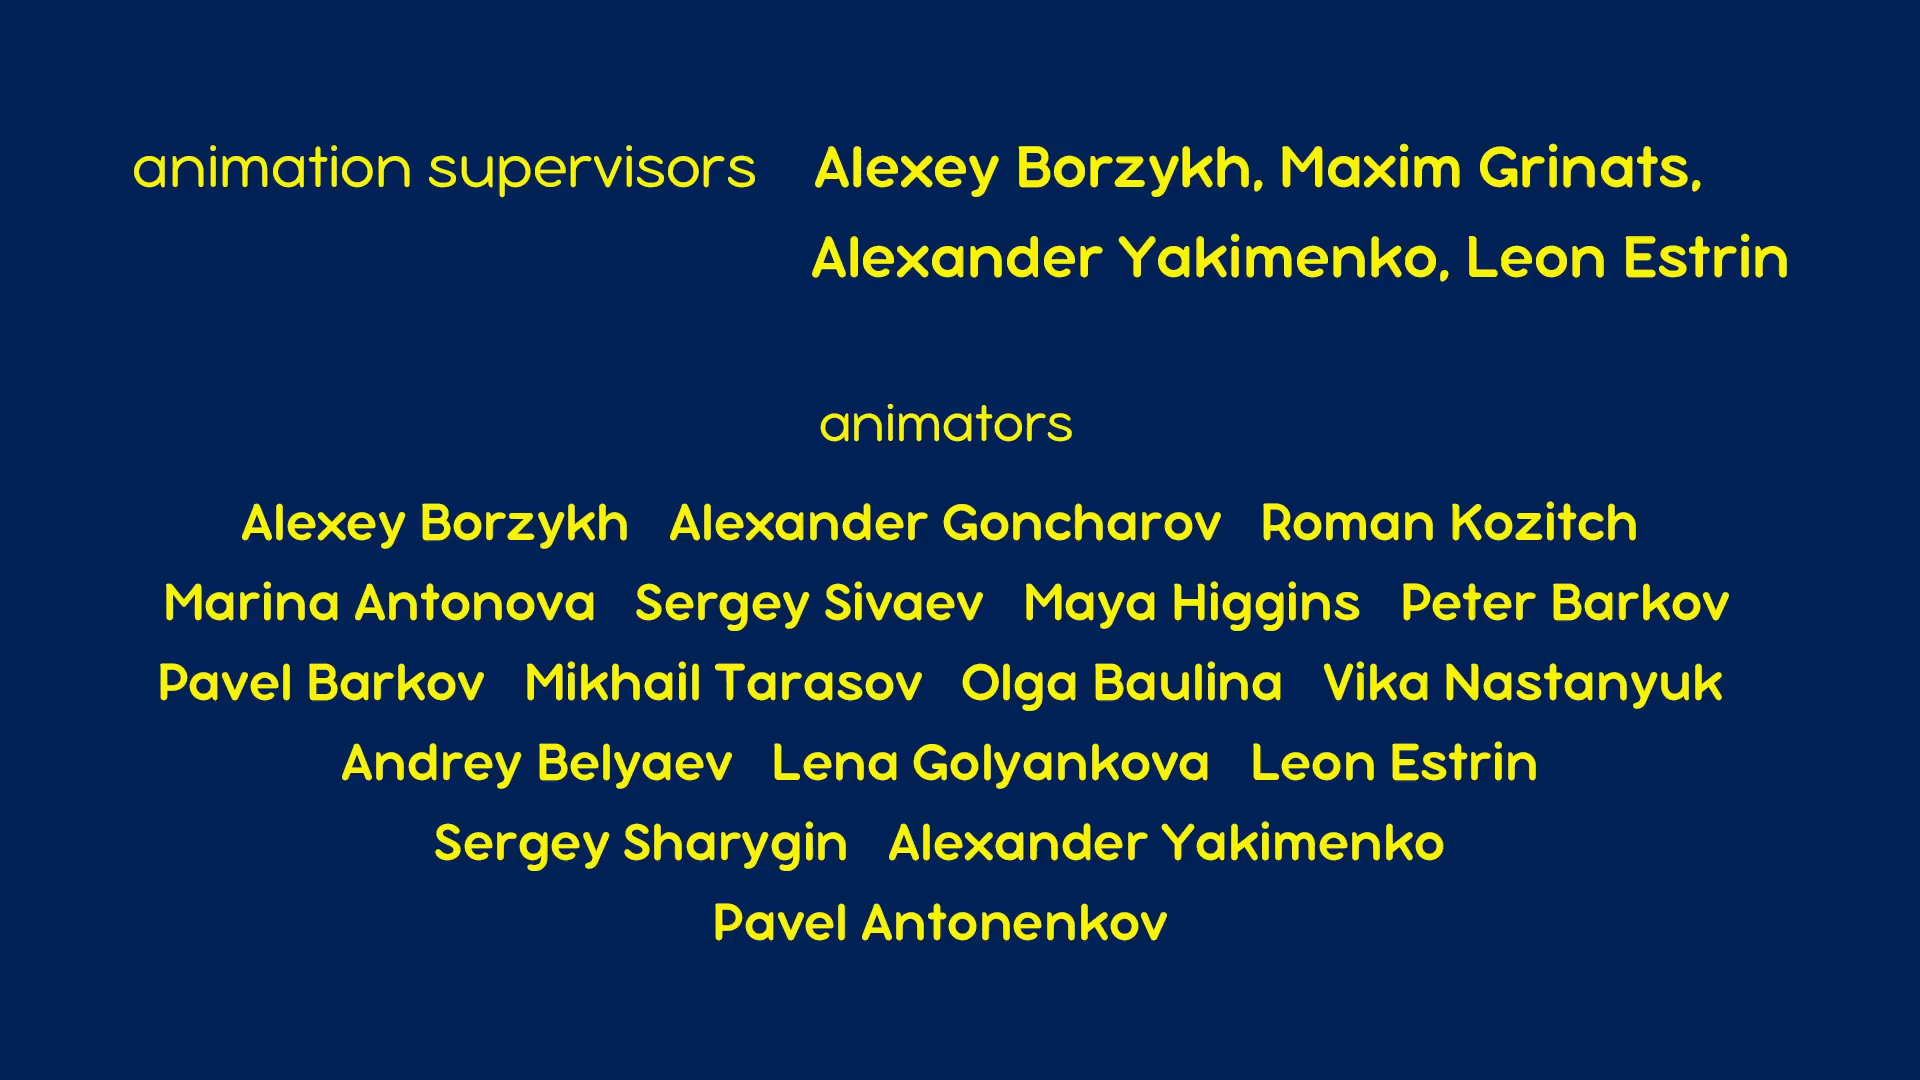 animation supervisors Alexey Borzykh, Maxim Grinats,
Alexander Yakimenko, Leon Estrin
animators
Alexey Borzykh Alexander Goncharov Roman Kozitch
Marina Antonova Sergey Sivaev Maya Higgins Peter Barkov
Pavel Barkov Mikhail Tarasov Olga Baulina Vika Nastanyuk
Andrey Belyaev Lena Golyankova Leon Estrin
Sergey Sharygin Alexander Yakimenko
Pavel Antonenkov